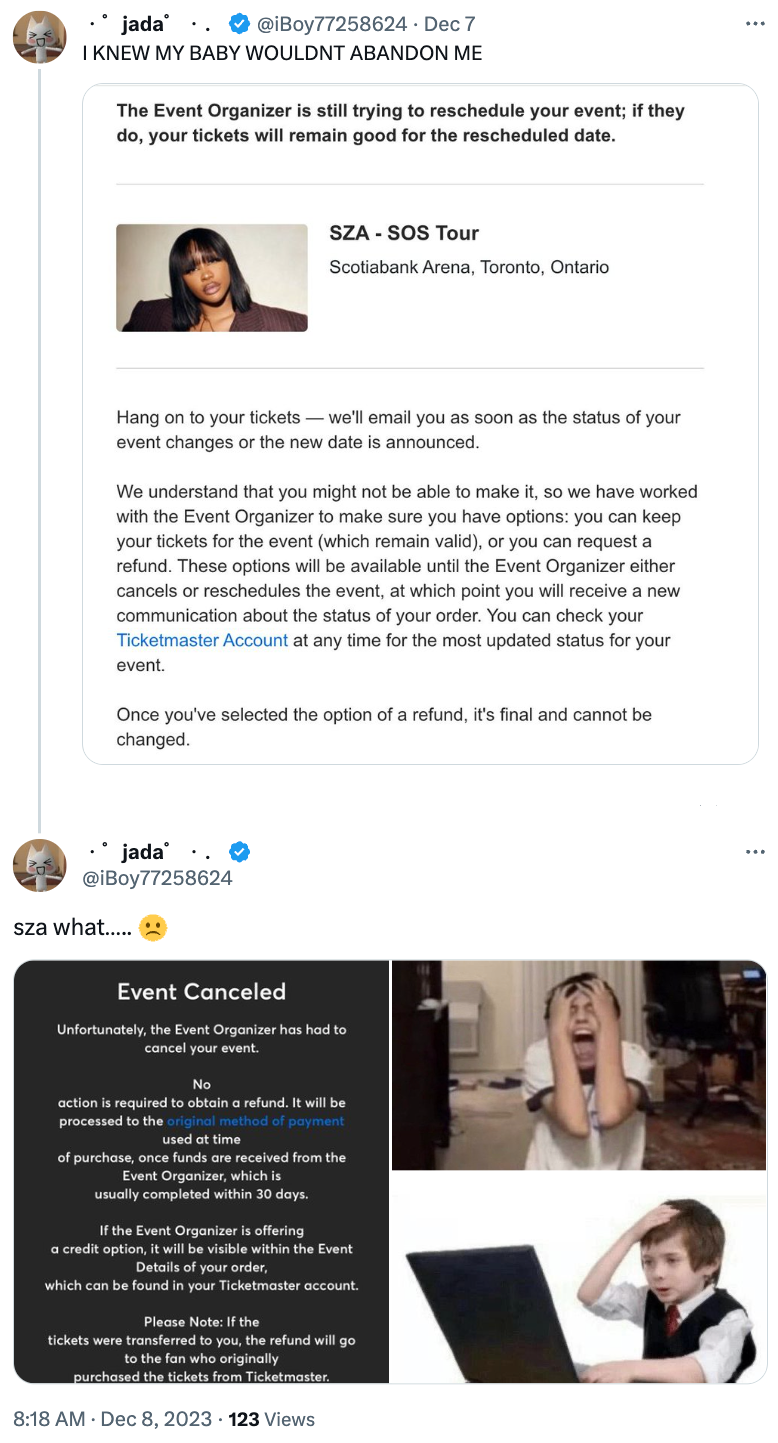 · ˚ jada˚ · . @iBoy77258624 · Dec 7
I KNEW MY BABY WOULDNT ABANDON ME
The Event Organizer is still trying to reschedule your event; if they
do, your tickets will remain good for the rescheduled date.
SZA - SOS Tour
Scotiabank Arena, Toronto, Ontario
Hang on to your tickets — we'll email you as soon as the status of your
event changes or the new date is announced.
We understand that you might not be able to make it, so we have worked
with the Event Organizer to make sure you have options: you can keep
your tickets for the event (which remain valid), or you can request a
refund. These options will be available until the Event Organizer either
cancels or reschedules the event, at which point you will receive a new
communication about the status of your order. You can check your
Ticketmaster Account at any time for the most updated status for your
event.
Once you've selected the option of a refund, it's final and cannot be
changed.
· ˚ jada˚ · .
@iBoy77258624
sza what..... 🙁
Event Canceled
Unfortunately, the Event Organizer has had to
cancel your event.
No
action is required to obtain a refund. It will be
processed to the original method of payment
used at time
of purchase, once funds are received from the
Event Organizer, which is
usually completed within 30 days.
If the Event Organizer is offering
a credit option, it will be visible within the Event
Details of your order,
which can be found in your Ticketmaster account.
Please Note: If the
tickets were transferred to you, the refund will go
to the fan who originally
purchased the tickets from Ticketmaster.
8:18 AM · Dec 8, 2023 · 123 Views